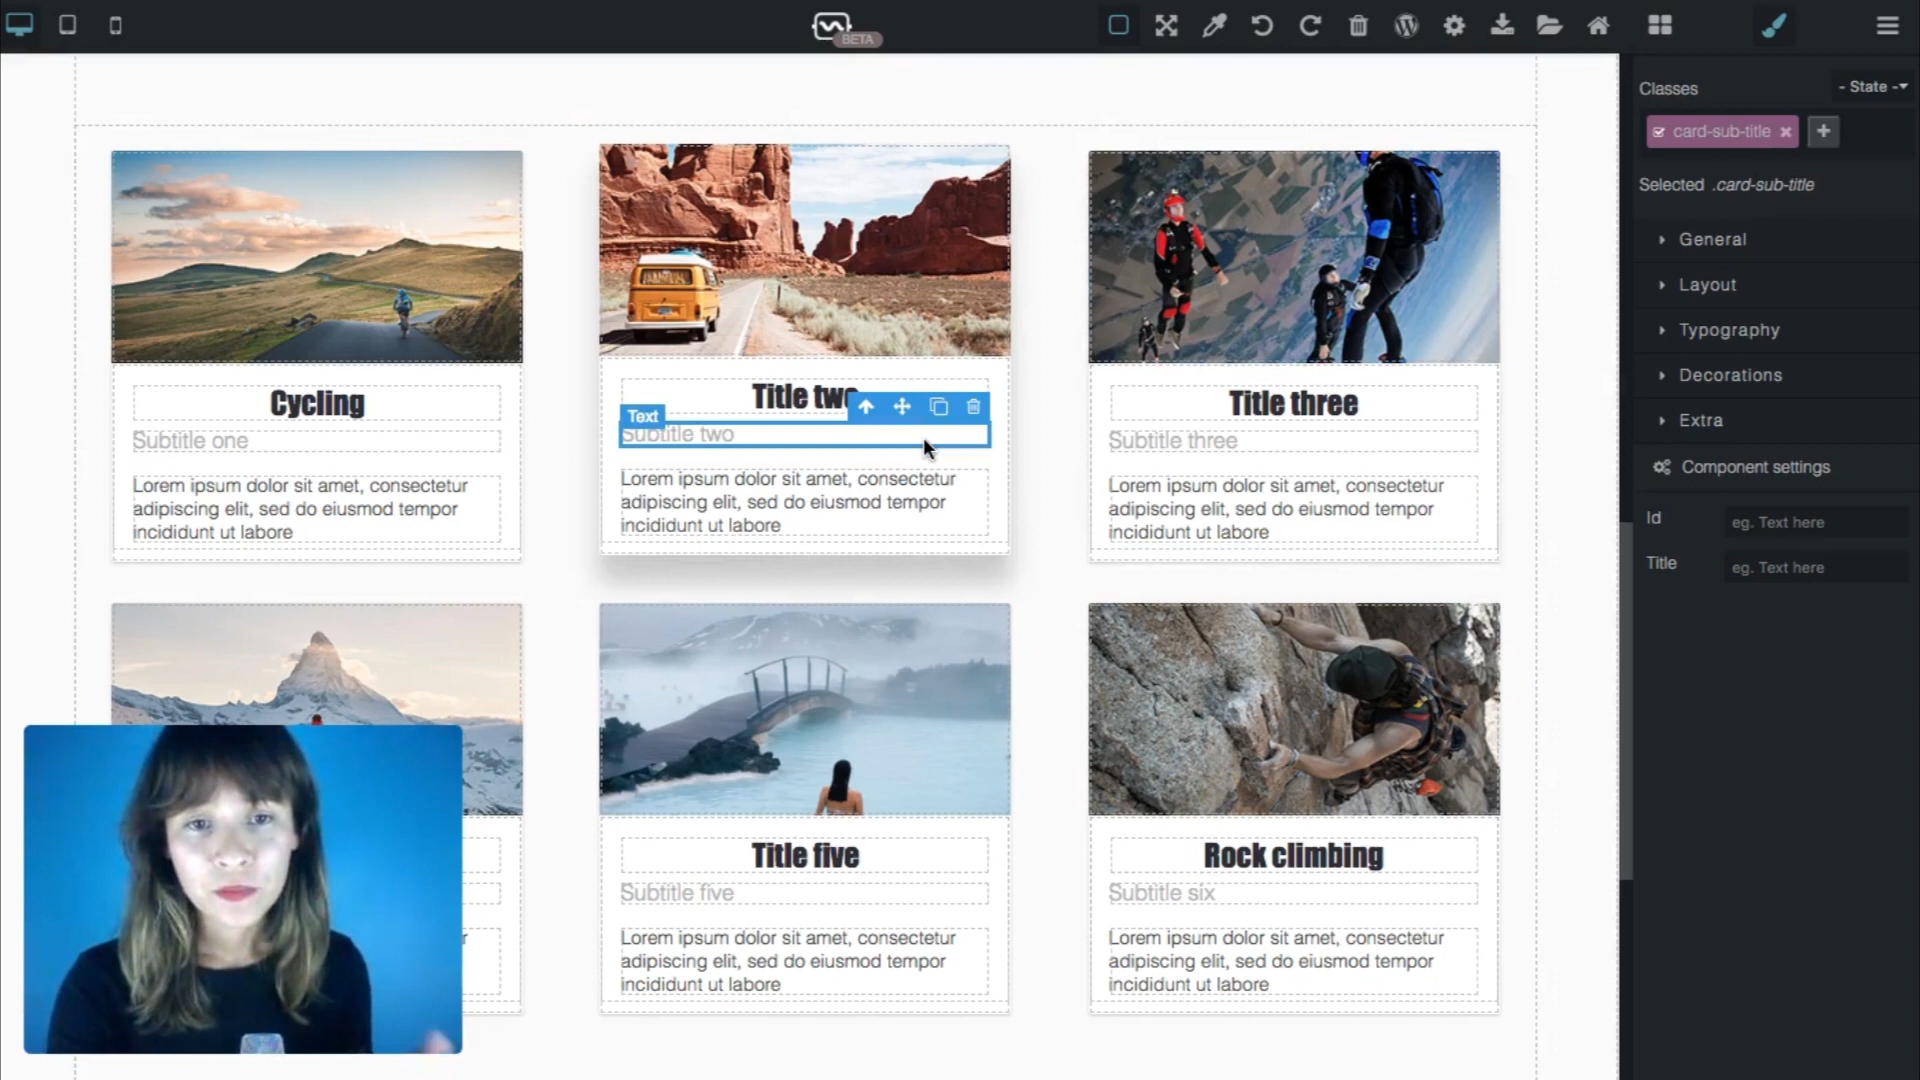 BETA
Classes
- State -
card-sub-title
Selected .card-sub-title
General
Layout
Typography
Decorations
Extra
Component settings
Id
eg. Text here
Title
eg. Text here
Cycling
Subtitle one
Lorem ipsum dolor sit amet, consectetur
adipiscing elit, sed do eiusmod tempor
incididunt ut labore
Title two
Text
Subtitle two
Lorem ipsum dolor sit amet, consectetur
adipiscing elit, sed do eiusmod tempor
incididunt ut labore
Title three
Subtitle three
Lorem ipsum dolor sit amet, consectetur
adipiscing elit, sed do eiusmod tempor
incididunt ut labore
Title five
Subtitle five
Lorem ipsum dolor sit amet, consectetur
adipiscing elit, sed do eiusmod tempor
incididunt ut labore
Rock climbing
Subtitle six
Lorem ipsum dolor sit amet, consectetur
adipiscing elit, sed do eiusmod tempor
incididunt ut labore